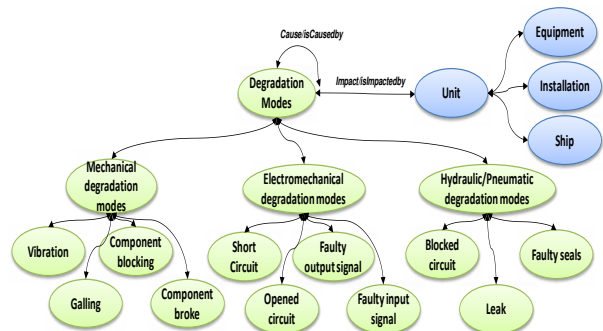 Cause/isCausedby
Equipment
Degradation
Modes
Impact/isImpactedby
Unit
Installation
Ship
Mechanical
degradation
modes
Electromechanical
degradation modes
Hydraulic/Pneumatic
degradation modes
Vibration
Component
blocking
Short
Circuit
Faulty
output signal
Blocked
circuit
Faulty seals
Galling
Component
broke
Opened
circuit
Faulty input
signal
Leak